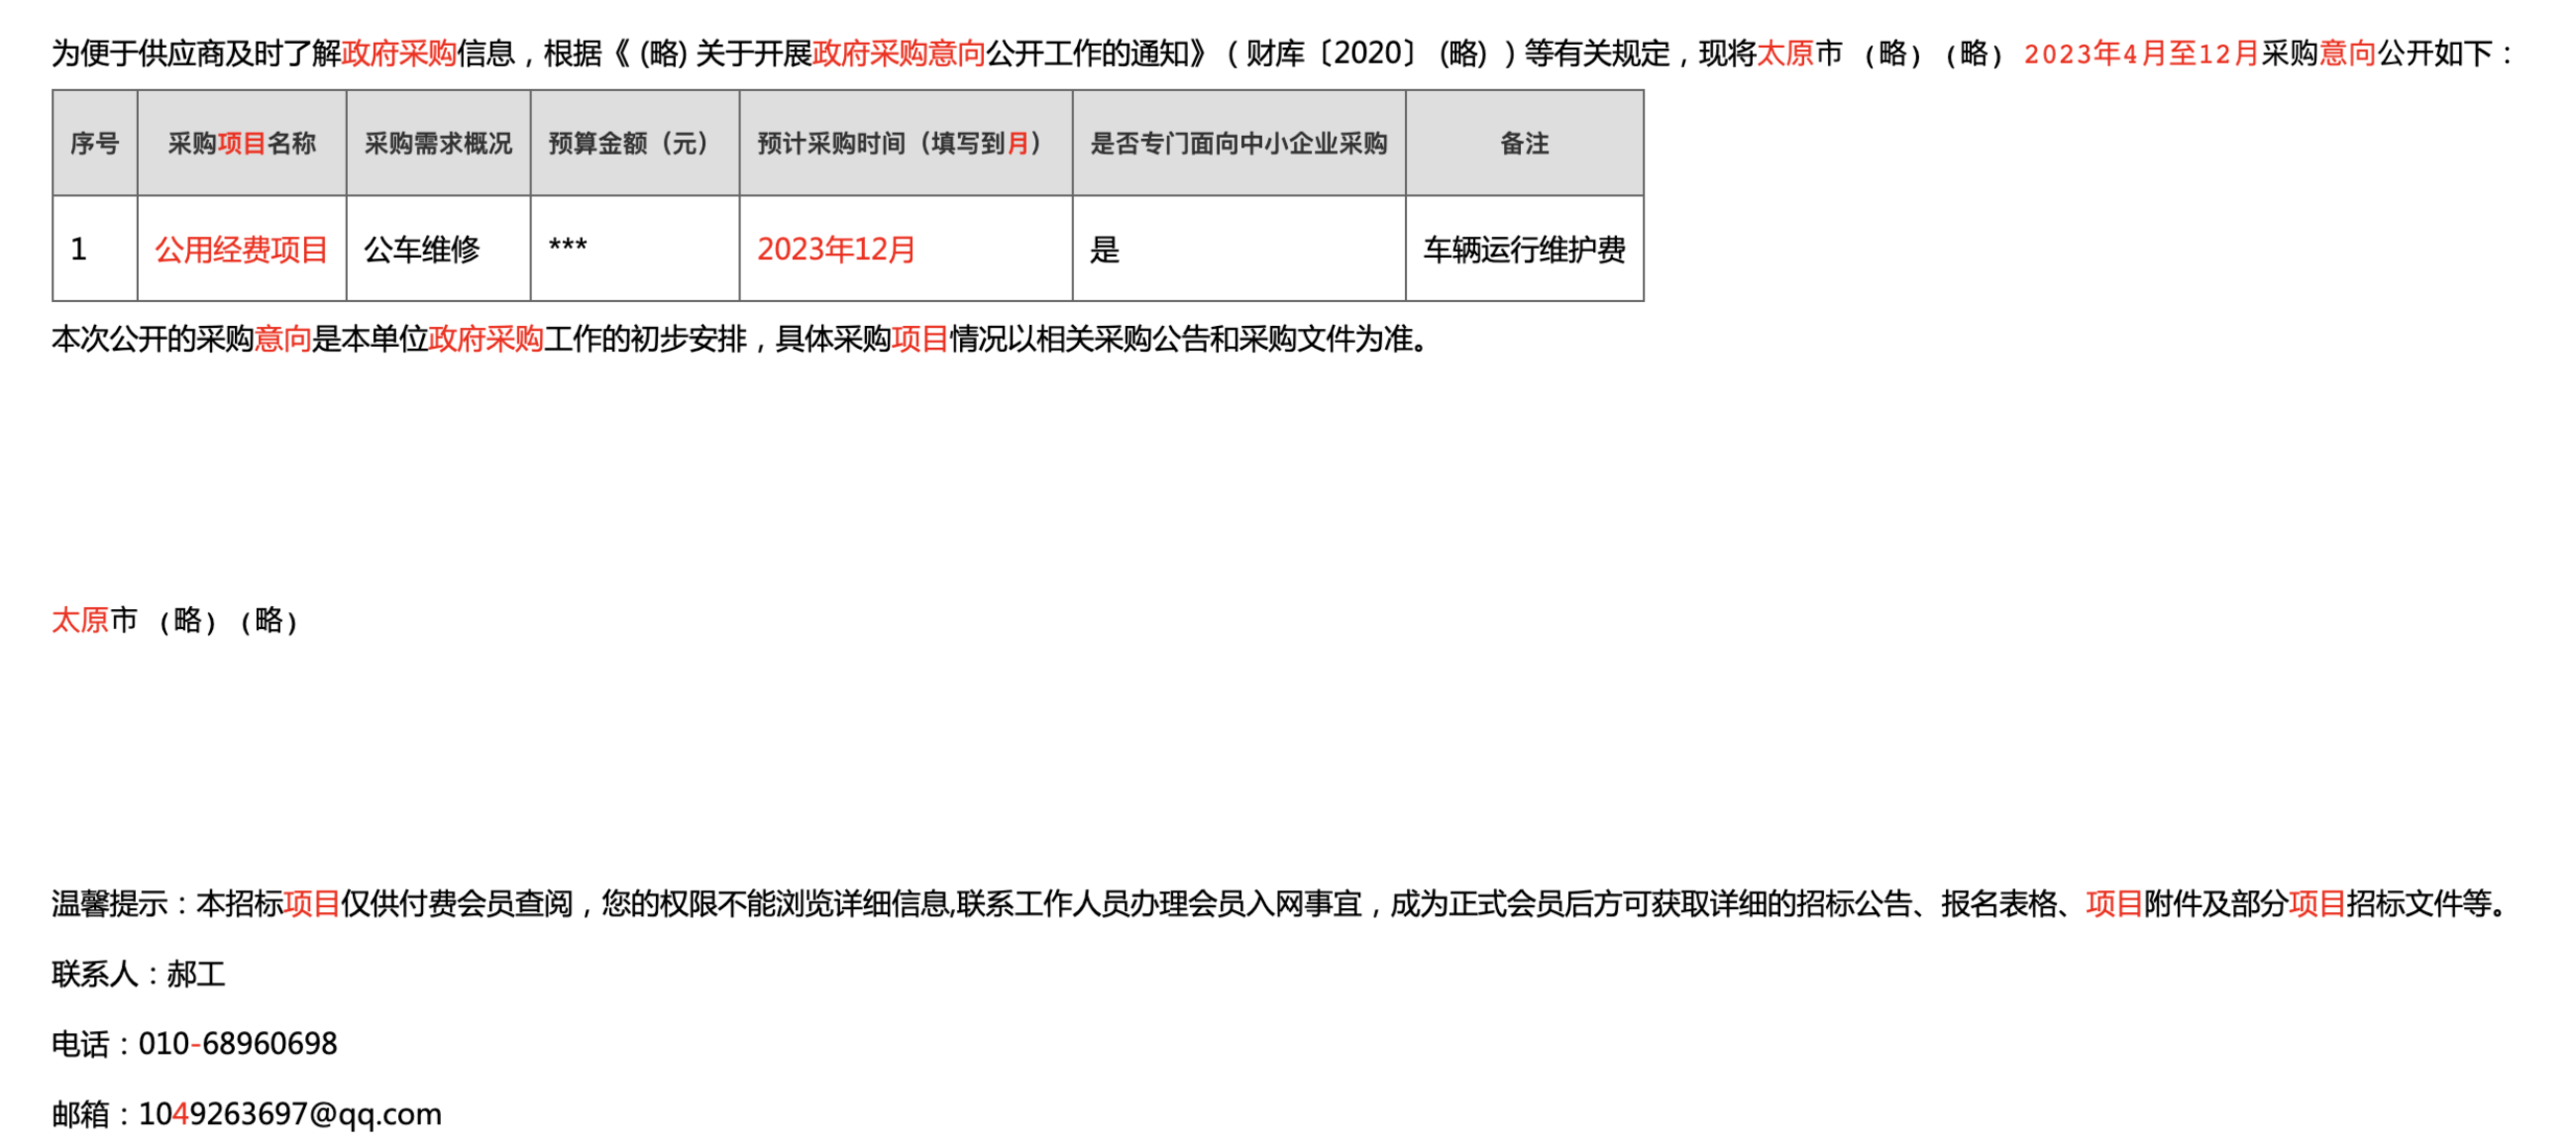 为便于供应商及时了解政府采购信息，根据《 (略) 关于开展政府采购意向公开工作的通知》（财库〔2020〕 (略) ）等有关规定，现将太原市 （略）（略） 2023年4月至12月采购意向公开如下：
序号 采购项目名称 采购需求概况 预算金额（元） 预计采购时间（填写到月） 是否专门面向中小企业采购 备注
1 公用经费项目 公车维修 *** 2023年12月 是 车辆运行维护费
本次公开的采购意向是本单位政府采购工作的初步安排，具体采购项目情况以相关采购公告和采购文件为准。
太原市 （略）（略）
温馨提示：本招标项目仅供付费会员查阅，您的权限不能浏览详细信息,联系工作人员办理会员入网事宜，成为正式会员后方可获取详细的招标公告、报名表格、项目附件及部分项目招标文件等。
联系人：郝工
电话：010-68960698
邮箱：1049263697@qq.com